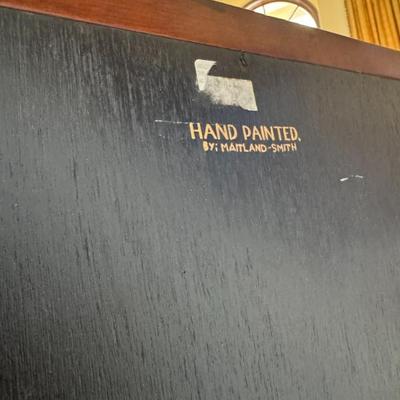 HAND PAINTED.
BY: MAITLAND-SMITH